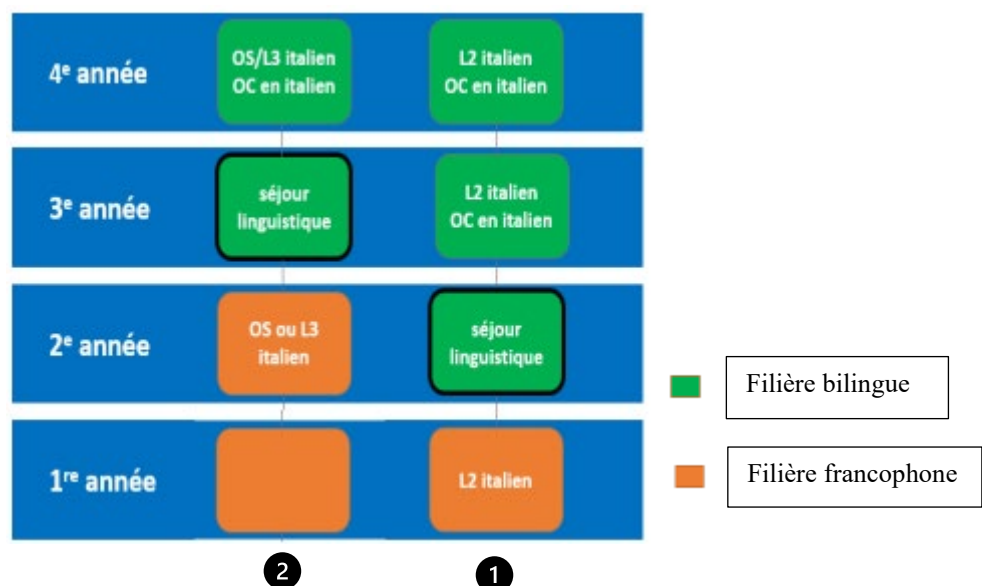 4e année
OS/L3 italien
OC en italien
L2 italien
OC en italien
3e année
séjour
linguistique
L2 italien
OC en italien
2e année
OS ou L3
italien
séjour
linguistique
Filière bilingue
1re année
L2 italien
Filière francophone
2
1